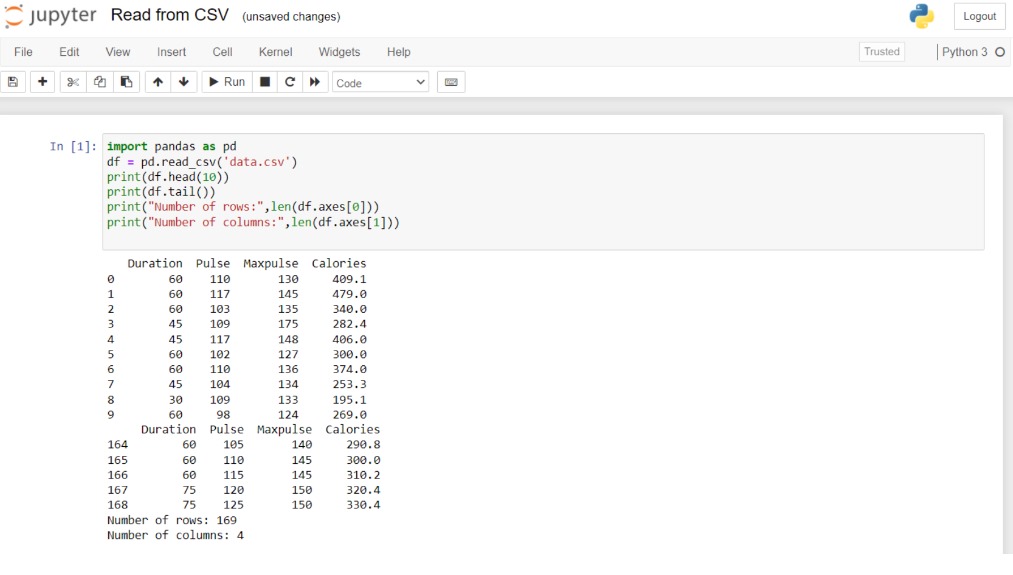 jupyter Read from CSV (unsaved changes) Logout
File Edit View Insert Cell Kernel Widgets Help Trusted Python 3
Run Code
In [1]: import pandas as pd
df = pd.read_csv('data.csv')
print(df.head(10))
print(df.tail())
print("Number of rows:",len(df.axes[0]))
print("Number of columns:",len(df.axes[1]))
Duration Pulse Maxpulse Calories
0 60 110 130 409.1
1 60 117 145 479.0
2 60 103 135 340.0
3 45 109 175 282.4
4 45 117 148 406.0
5 60 102 127 300.0
6 60 110 136 374.0
7 45 104 134 253.3
8 30 109 133 195.1
9 60 98 124 269.0
Duration Pulse Maxpulse Calories
164 60 105 140 290.8
165 60 110 145 300.0
166 60 115 145 310.2
167 75 120 150 320.4
168 75 125 150 330.4
Number of rows: 169
Number of columns: 4